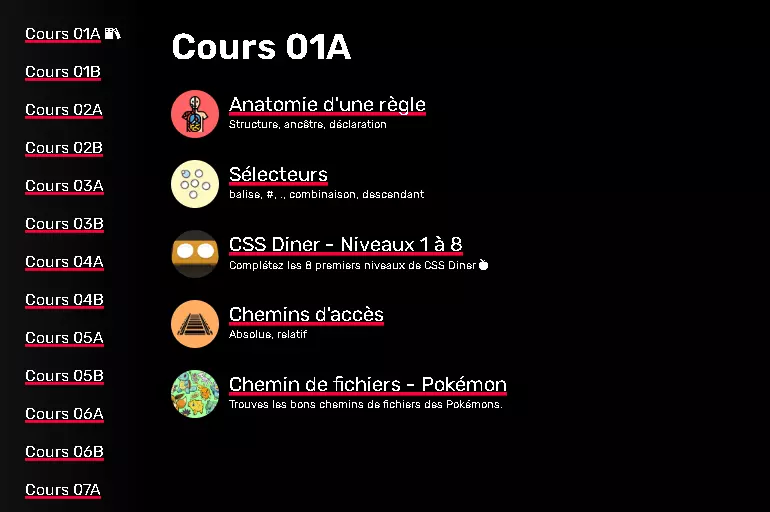 Cours 01A
Cours 01B
Cours 02A
Cours 02B
Cours 03A
Cours 03B
Cours 04A
Cours 04B
Cours 05A
Cours 05B
Cours 06A
Cours 06B
Cours 07A
Cours 01A
Anatomie d'une règle
Structure, ancêtre, déclaration
Sélecteurs
balise, #, ., combinaison, descendant
CSS Diner - Niveaux 1 à 8
Complétez les 8 premiers niveaux de CSS Diner
Chemins d'accès
Absolue, relatif
Chemin de fichiers - Pokémon
Trouves les bons chemins de fichiers des Pokémons.